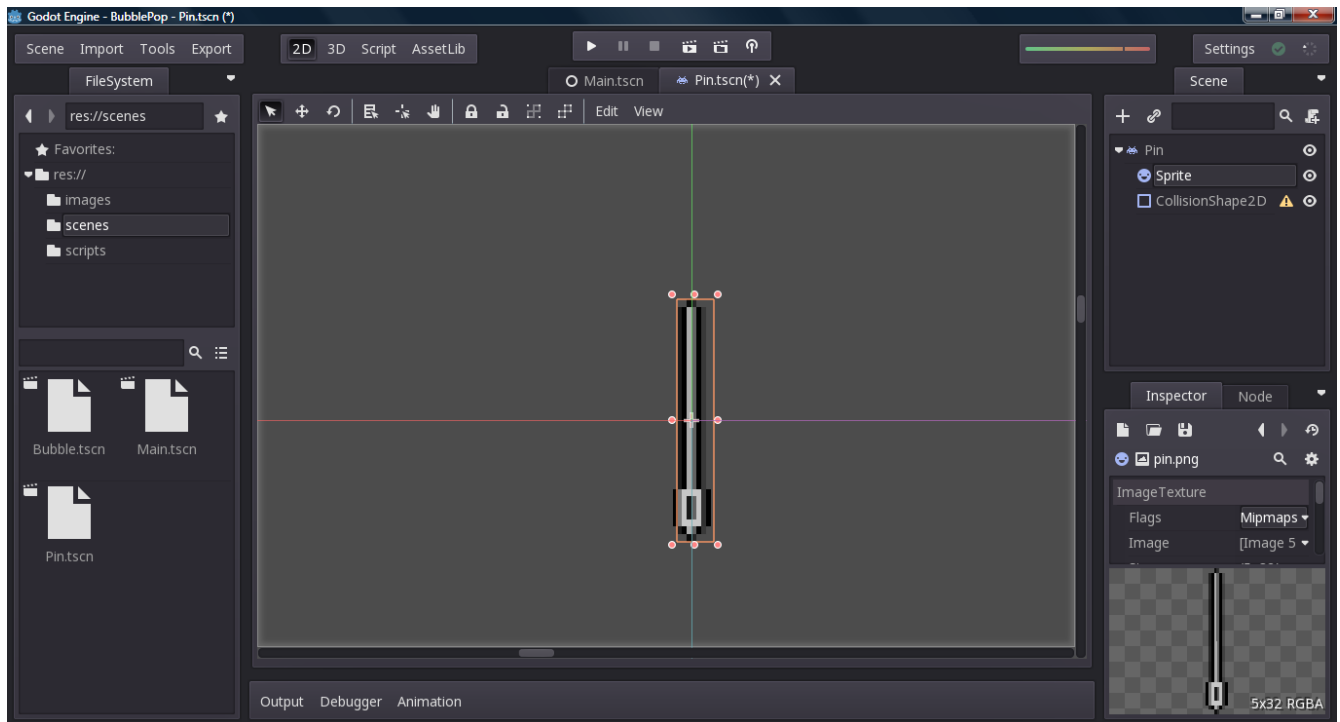 Godot Engine - BubblePop - Pin.tscn (*)
Scene Import Tools Export
2D 3D Script AssetLib
Settings
FileSystem
Main.tscn
Pin.tscn(*)
Scene
res://scenes
Edit View
Favorites:
res://
images
scenes
scripts
Pin
Sprite
CollisionShape2D
Bubble.tscn
Main.tscn
Pin.tscn
Inspector
Node
pin.png
ImageTexture
Flags
Mipmaps
Image
[Image 5
5x32 RGBA
Output Debugger Animation